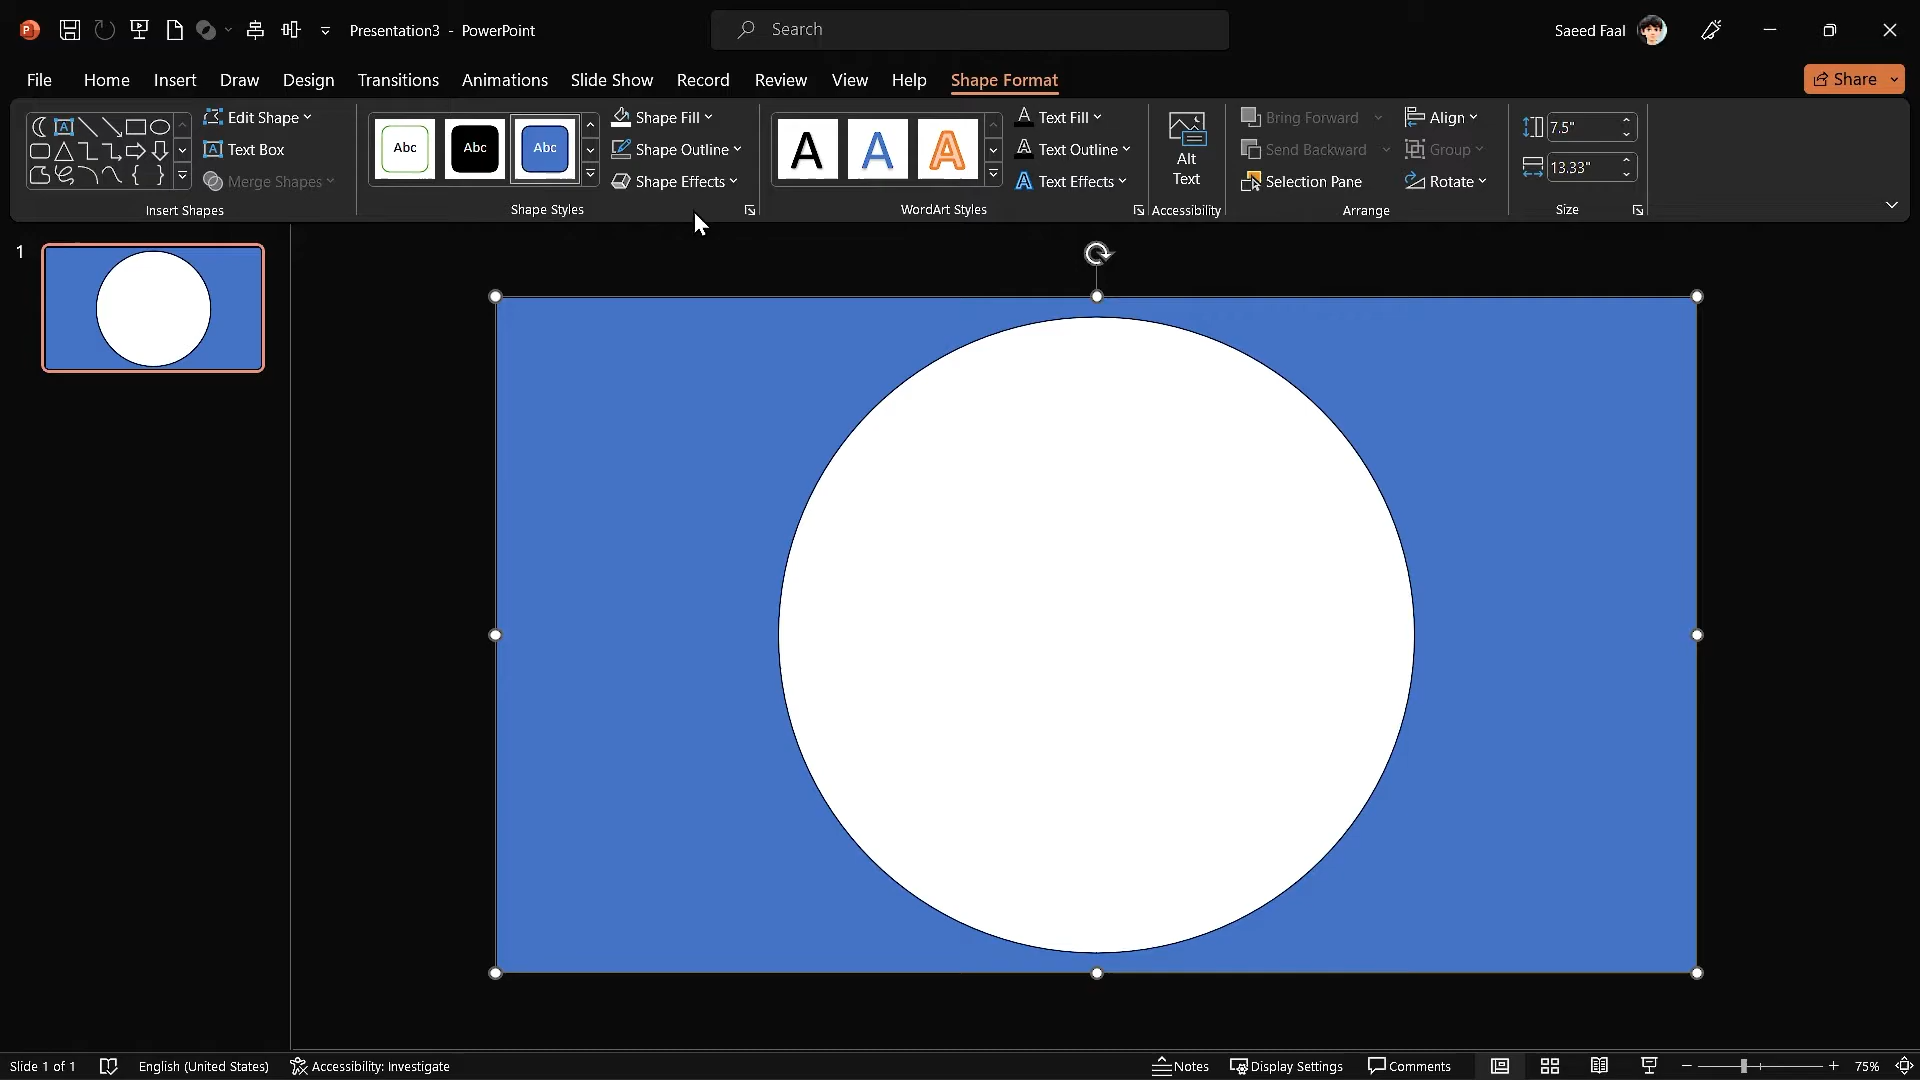 Presentation3 - PowerPoint
Search
Saeed Faal
File
Home
Insert
Draw
Design
Transitions
Animations
Slide Show
Record
Review
View
Help
Shape Format
Share
Edit Shape
Text Box
Merge Shapes
Insert Shapes
Abc
Abc
Abc
Shape Fill
Shape Outline
Shape Effects
Shape Styles
A
A
A
Text Fill
Text Outline
Text Effects
WordArt Styles
Alt
Text
Accessibility
Bring Forward
Send Backward
Selection Pane
Align
Group
Rotate
Arrange
7.5"
13.33"
Size
1
Slide 1 of 1
English (United States)
Accessibility: Investigate
Notes
Display Settings
Comments
75%